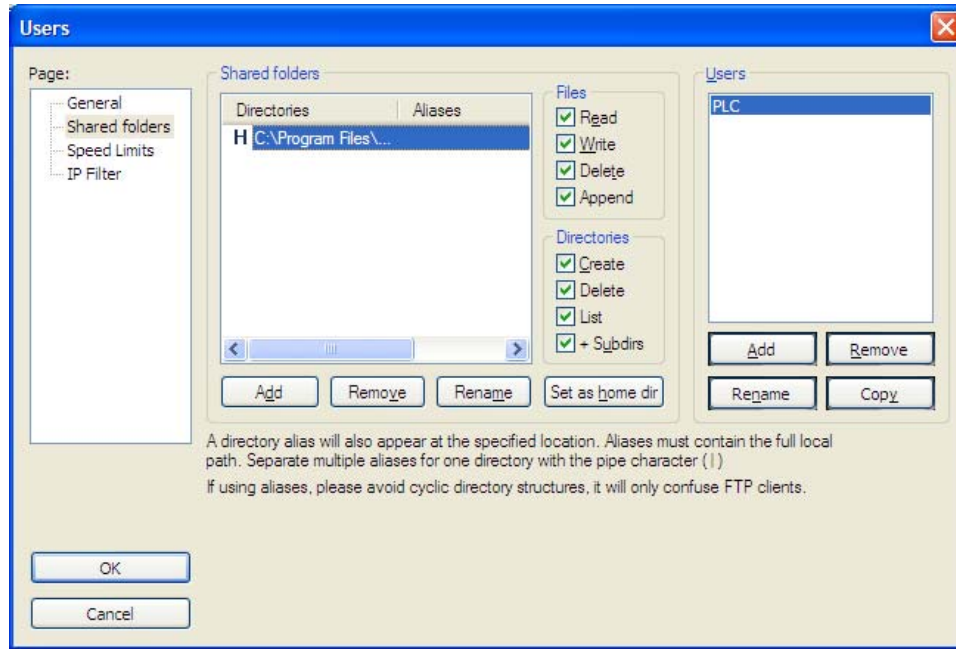 Users
Page:
General
Shared folders
Speed Limits
IP Filter
Shared folders
Directories Aliases
H C:\Program Files\...
Files
Read
Write
Delete
Append
Directories
Create
Delete
List
+ Subdirs
Add Remove Rename Set as home dir
Users
PLC
Add Remove
Rename Copy
A directory alias will also appear at the specified location. Aliases must contain the full local
path. Separate multiple aliases for one directory with the pipe character ( | )
If using aliases, please avoid cyclic directory structures, it will only confuse FTP clients.
OK
Cancel